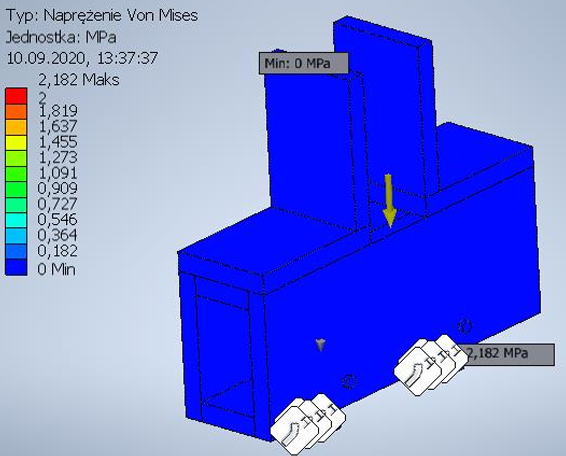 Typ: Naprężenie Von Mises
Jednostka: MPa
10.09.2020, 13:37:37
2,182 Maks
2
1,819
1,637
1,455
1,273
1,091
0,909
0,727
0,546
0,364
0,182
0 Min
Min: 0 MPa
2,182 MPa